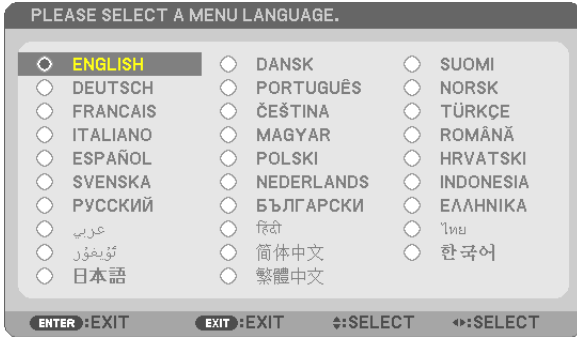 PLEASE SELECT A MENU LANGUAGE.
ENGLISH DANSK SUOMI
DEUTSCH PORTUGUÊS NORSK
FRANCAIS ČEŠTINA TÜRKÇE
ITALIANO MAGYAR ROMÂNĂ
ESPAÑOL POLSKI HRVATSKI
SVENSKA NEDERLANDS INDONESIA
РУССКИЙ БЪЛГАРСКИ ΕΛΛΗΝΙΚΑ
عربي हिंदी ไทย
ئۇيغۇر 简体中文 한국어
日本語 繁體中文
ENTER :EXIT EXIT :EXIT :SELECT :SELECT